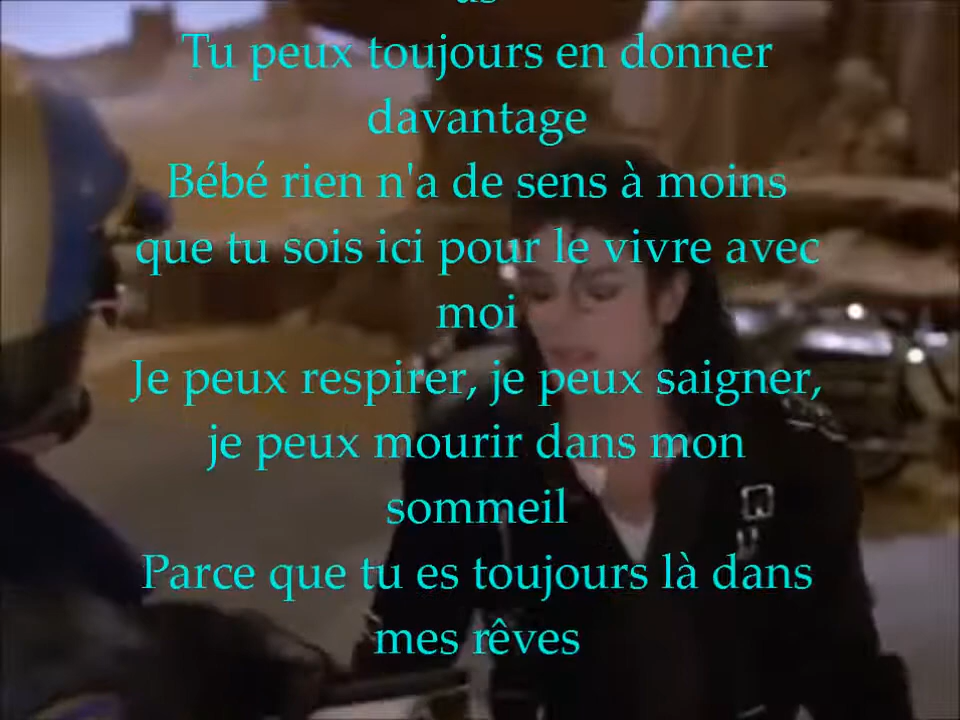 as
Tu peux toujours en donner
davantage
Bébé rien n'a de sens à moins
que tu sois ici pour le vivre avec
moi
Je peux respirer, je peux saigner,
je peux mourir dans mon
sommeil
Parce que tu es toujours là dans
mes rêves